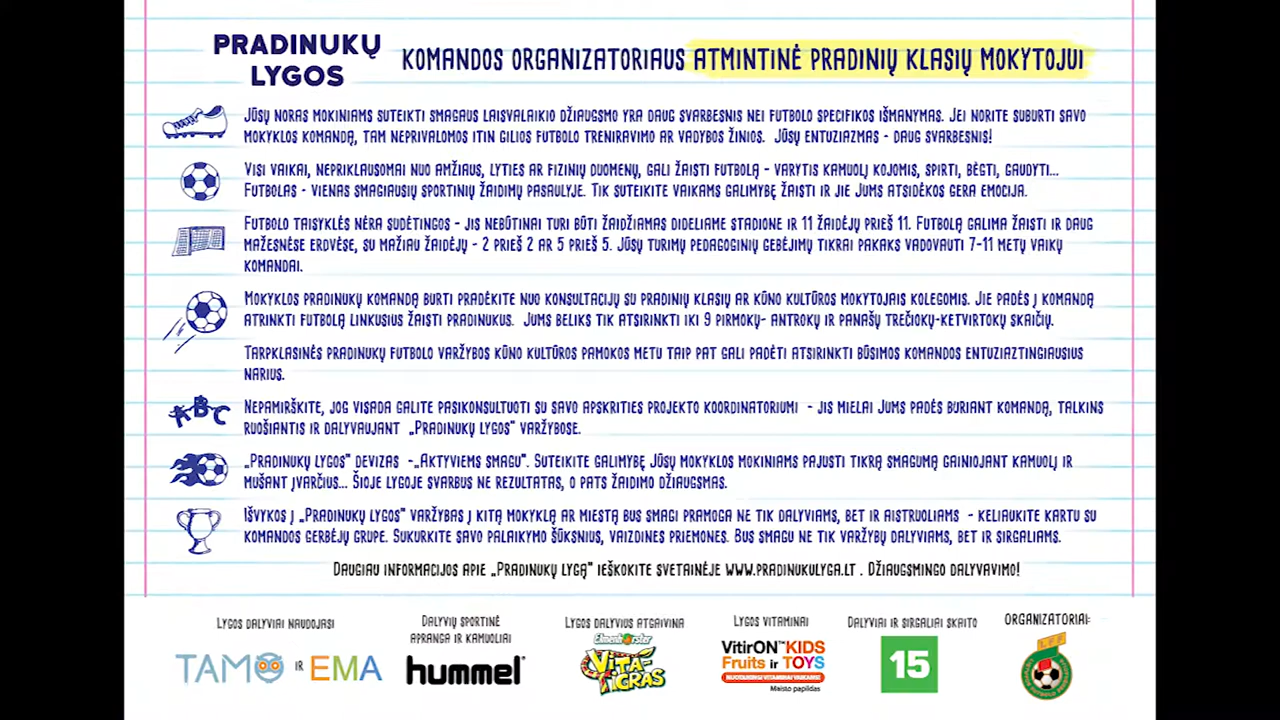 PRADINUKŲ
LYGOS
KOMANDOS ORGANIZATORIAUS ATMINTINĖ PRADINIŲ KLASIŲ MOKYTOJUI
JŪSŲ NORAS MOKINIAMS SUTEIKTI SMAGAUS LAISVALAIKIO DŽIAUGSMO YRA DAUG SVARBESNIS NEI FUTBOLO SPECIFIKOS IŠMANYMAS. JEI NORITE SUBURTI SAVO
MOKYKLOS KOMANDĄ, TAM NEPRIVALOMOS ITIN GILIOS FUTBOLO TRENIRAVIMO AR VADYBOS ŽINIOS. JŪSŲ ENTUZIAZMAS - DAUG SVARBESNIS!
VISI VAIKAI, NEPRIKLAUSOMAI NUO AMŽIAUS, LYTIES AR FIZINIŲ DUOMENŲ, GALI ŽAISTI FUTBOLĄ - VARYTIS KAMUOLĮ KOJOMIS, SPIRTI, BĖGTI, GAUDYTI...
FUTBOLAS - VIENAS SMAGIAUSIŲ SPORTINIŲ ŽAIDIMŲ PASAULYJE. TIK SUTEIKITE VAIKAMS GALIMYBĘ ŽAISTI IR JIE JUMS ATSIDĖKOS GERA EMOCIJA.
FUTBOLO TAISYKLĖS NĖRA SUDĖTINGOS - JIS NEBŪTINAI TURI BŪTI ŽAIDŽIAMAS DIDELIAME STADIONE IR 11 ŽAIDĖJŲ PRIEŠ 11. FUTBOLĄ GALIMA ŽAISTI IR DAUG
MAŽESNĖSE ERDVĖSE, SU MAŽIAU ŽAIDĖJŲ - 2 PRIEŠ 2 AR 5 PRIEŠ 5. JŪSŲ TURIMŲ PEDAGOGINIŲ GEBĖJIMŲ TIKRAI PAKAKS VADOVAUTI 7-11 METŲ VAIKŲ
KOMANDAI.
MOKYKLOS PRADINUKŲ KOMANDĄ BURTI PRADĖKITE NUO KONSULTACIJŲ SU PRADINIŲ KLASIŲ AR KŪNO KULTŪROS MOKYTOJAIS KOLEGOMIS. JIE PADĖS Į KOMANDĄ
ATRINKTI FUTBOLĄ LINKUSIUS ŽAISTI PRADINUKUS. JUMS BELIKS TIK ATSIRINKTI IKI 9 PIRMOKŲ- ANTROKŲ IR PANAŠŲ TREČIOKŲ-KETVIRTOKŲ SKAIČIŲ.
TARPKLASINĖS PRADINUKŲ FUTBOLO VARŽYBOS KŪNO KULTŪROS PAMOKOS METU TAIP PAT GALI PADĖTI ATSIRINKTI BŪSIMOS KOMANDOS ENTUZIAZTINGIAUSIUS
NARIUS.
ABC
NEPAMIRŠKITE, JOG VISADA GALITE PASIKONSULTUOTI SU SAVO APSKRITIES PROJEKTO KOORDINATORIUMI - JIS MIELAI JUMS PADĖS BURIANT KOMANDĄ, TALKINS
RUOŠIANTIS IR DALYVAUJANT „PRADINUKŲ LYGOS" VARŽYBOSE.
„PRADINUKŲ LYGOS" DEVIZAS -„AKTYVIEMS SMAGU". SUTEIKITE GALIMYBĘ JŪSŲ MOKYKLOS MOKINIAMS PAJUSTI TIKRĄ SMAGUMĄ GAINIOJANT KAMUOLĮ IR
MUŠANT ĮVARČIUS... ŠIOJE LYGOJE SVARBUS NE REZULTATAS, O PATS ŽAIDIMO DŽIAUGSMAS.
IŠVYKOS Į „PRADINUKŲ LYGOS" VARŽYBAS Į KITĄ MOKYKLĄ AR MIESTĄ BUS SMAGI PRAMOGA NE TIK DALYVIAMS, BET IR AISTRUOLIAMS - KELIAUKITE KARTU SU
KOMANDOS GERBĖJŲ GRUPE. SUKURKITE SAVO PALAIKYMO ŠŪKSNIUS, VAIZDINES PRIEMONES. BUS SMAGU NE TIK VARŽYBŲ DALYVIAMS, BET IR SIRGALIAMS.
DAUGIAU INFORMACIJOS APIE „PRADINUKŲ LYGĄ" IEŠKOKITE SVETAINĖJE WWW.PRADINUKULYGA.LT . DŽIAUGSMINGO DALYVAVIMO!
LYGOS DALYVIAI NAUDOJASI
TAMO IR EMA
DALYVIŲ SPORTINĖ
APRANGA IR KAMUOLIAI
hummel
LYGOS DALYVIUS ATGAIVINA
Elmenhorster
VITA-
TIGRAS
LYGOS VITAMINAI
VitirON™KIDS
Fruits ir TOYS
Maisto papildas
DALYVIAI IR SIRGALIAI SKAITO
15
ORGANIZATORIAI:
LFF